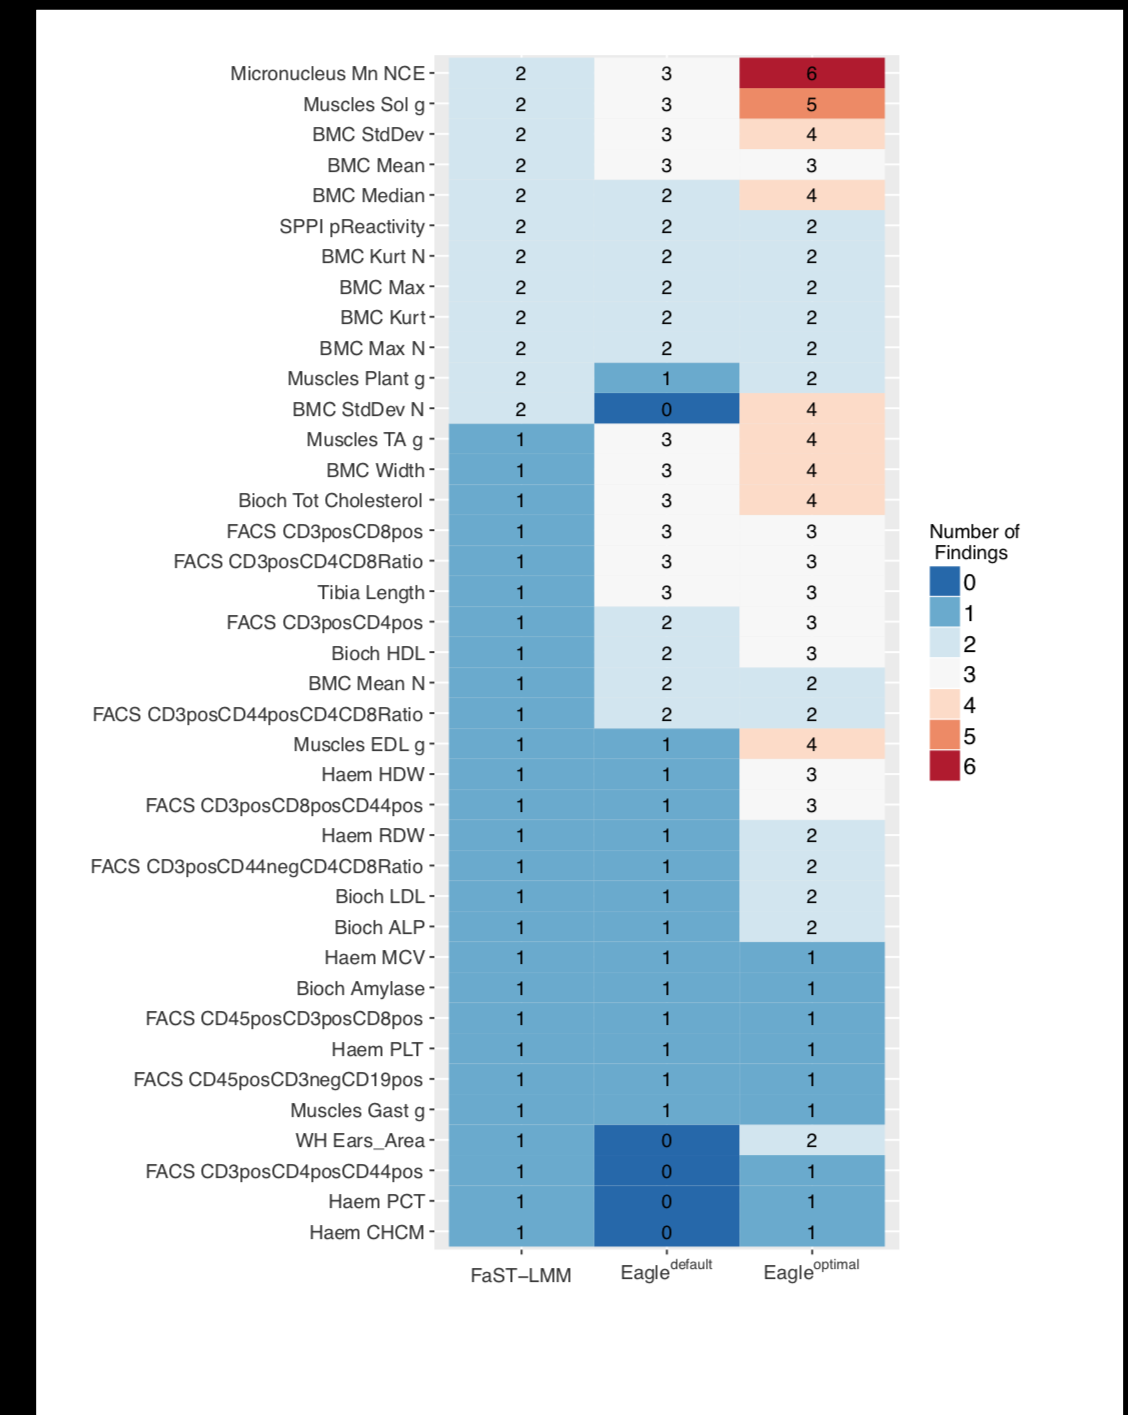 Micronucleus Mn NCE 2 3 6
Muscles Sol g 2 3 5
BMC StdDev 2 3 4
BMC Mean 2 3 3
BMC Median 2 2 4
SPPI pReactivity 2 2 2
BMC Kurt N 2 2 2
BMC Max 2 2 2
BMC Kurt 2 2 2
BMC Max N 2 2 2
Muscles Plant g 2 1 2
BMC StdDev N 2 0 4
Muscles TA g 1 3 4
BMC Width 1 3 4
Bioch Tot Cholesterol 1 3 4
FACS CD3posCD8pos 1 3 3
FACS CD3posCD4CD8Ratio 1 3 3
Tibia Length 1 3 3
FACS CD3posCD4pos 1 2 3
Bioch HDL 1 2 3
BMC Mean N 1 2 2
FACS CD3posCD44posCD4CD8Ratio 1 2 2
Muscles EDL g 1 1 4
Haem HDW 1 1 3
FACS CD3posCD8posCD44pos 1 1 3
Haem RDW 1 1 2
FACS CD3posCD44negCD4CD8Ratio 1 1 2
Bioch LDL 1 1 2
Bioch ALP 1 1 2
Haem MCV 1 1 1
Bioch Amylase 1 1 1
FACS CD45posCD3posCD8pos 1 1 1
Haem PLT 1 1 1
FACS CD45posCD3negCD19pos 1 1 1
Muscles Gast g 1 1 1
WH Ears_Area 1 0 2
FACS CD3posCD4posCD44pos 1 0 1
Haem PCT 1 0 1
Haem CHCM 1 0 1
FaST−LMM Eagledefault Eagleoptimal
Number of
Findings
0
1
2
3
4
5
6